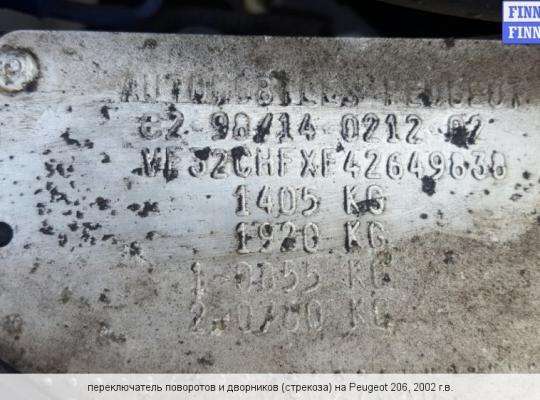 FINN
FINN
AUTOMOBILES PEUGEOT
E2*98/14*0212*02
VF32CHFXF42649838
1405 KG
1920 KG
1-0855 KG
2-0780 KG
переключатель поворотов и дворников (стрекоза) на Peugeot 206, 2002 г.в.